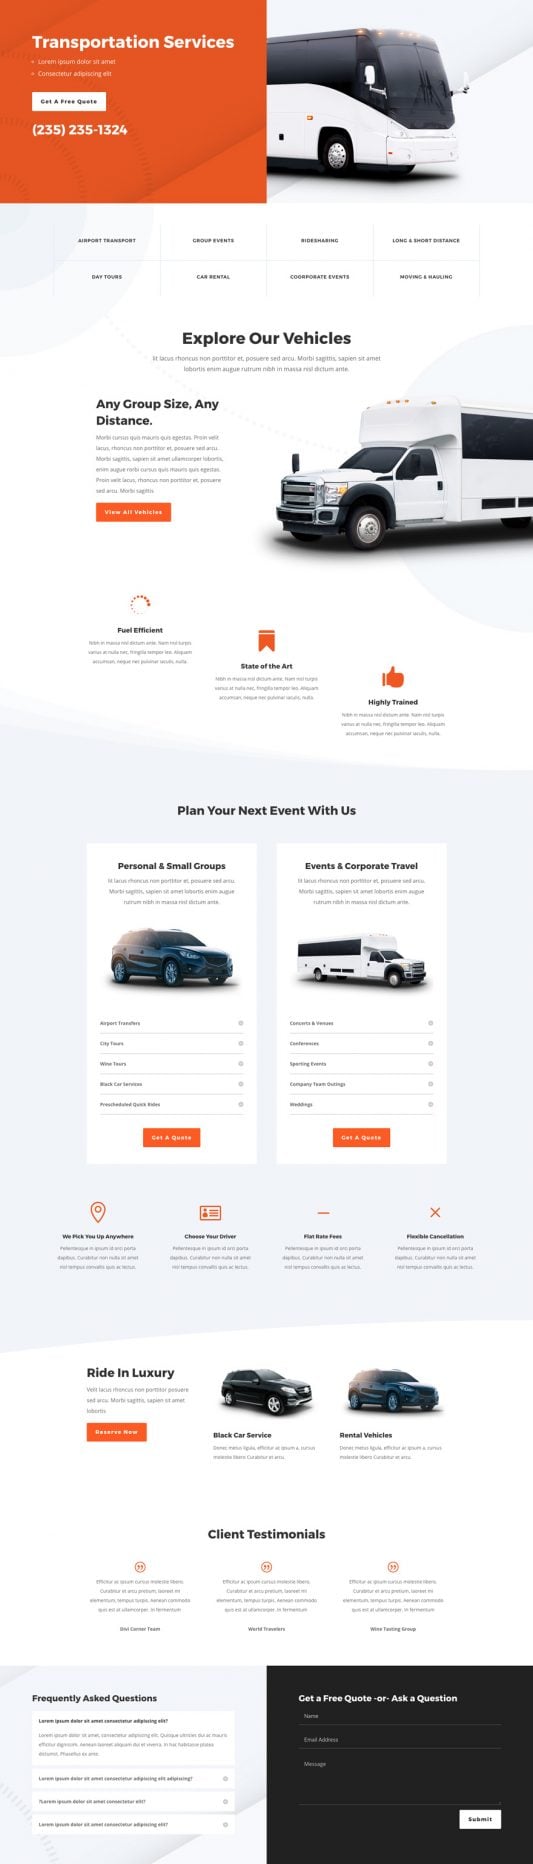 Transportation Services
Lorem ipsum dolor sit amet
Consectetur adipiscing elit
Get A Free Quote
(235) 235-1324
AIRPORT TRANSPORT
GROUP EVENTS
RIDESHARING
LONG & SHORT DISTANCE
DAY TOURS
CAR RENTAL
COORPORATE EVENTS
MOVING & HAULING
Explore Our Vehicles
Iit lacus rhoncus non porttitor et, posuere sed arcu. Morbi sagittis, sapien sit amet
lobortis enim augue rutrum nibh in massa nisl dictum ante.
Any Group Size, Any
Distance.
Morbi cursus quis mauris quis egestas. Proin velit
lacus, rhoncus non porttitor et, posuere sed arcu.
Morbi sagittis, sapien sit amet ullamcorper lobortis,
enim augue rorbi cursus quis mauris quis egestas.
Proin velit lacus, rhoncus non porttitor et, posuere
sed arcu. Morbi sagittis
View All Vehicles
Fuel Efficient
Nibh in massa nisl dictum ante. Nam nisl turpis
varius at nulla nec, fringilla tempor leo. Aliquam
accumsan, neque nec pulvinar iaculis, nulla.
State of the Art
Nibh in massa nisl dictum ante. Nam nisl turpis
varius at nulla nec, fringilla tempor leo. Aliquam
accumsan, neque nec pulvinar iaculis, nulla.
Highly Trained
Nibh in massa nisl dictum ante. Nam nisl turpis
varius at nulla nec, fringilla tempor leo. Aliquam
accumsan, neque nec pulvinar iaculis, nulla.
Plan Your Next Event With Us
Personal & Small Groups
Iit lacus rhoncus non porttitor et, posuere sed arcu.
Morbi sagittis, sapien sit amet lobortis enim augue
rutrum nibh in massa nisl dictum ante.
Airport Transfers
City Tours
Wine Tours
Black Car Services
Prescheduled Quick Rides
Get A Quote
Events & Corporate Travel
Iit lacus rhoncus non porttitor et, posuere sed arcu.
Morbi sagittis, sapien sit amet lobortis enim augue
rutrum nibh in massa nisl dictum ante.
Concerts & Venues
Conferences
Sporting Events
Company Team Outings
Weddings
Get A Quote
We Pick You Up Anywhere
Pellentesque in ipsum id orci porta
dapibus. Curabitur non nulla sit amet
nisl tempus convallis quis ac lectus.
Choose Your Driver
Pellentesque in ipsum id orci porta
dapibus. Curabitur non nulla sit amet
nisl tempus convallis quis ac lectus.
Flat Rate Fees
Pellentesque in ipsum id orci porta
dapibus. Curabitur non nulla sit amet
nisl tempus convallis quis ac lectus.
Flexible Cancellation
Pellentesque in ipsum id orci porta
dapibus. Curabitur non nulla sit amet
nisl tempus convallis quis ac lectus.
Ride In Luxury
Velit lacus rhoncus non porttitor posuere
sed arcu. Morbi sagittis, sapien sit amet
lobortis
Reserve Now
Black Car Service
Donec metus ligula, efficitur ac ipsum a, cursus
molestie libero Curabitur et arcu.
Rental Vehicles
Donec metus ligula, efficitur ac ipsum a, cursus
molestie libero Curabitur et arcu.
Client Testimonials
Efficitur ac ipsum cursus molestie libero.
Curabitur et arcu pretium, laoreet mi
elementum, tempus turpis. Aenean commodo
quis est at ullamcorper. In fermentum
Divi Center Team
Efficitur ac ipsum cursus molestie libero.
Curabitur et arcu pretium, laoreet mi
elementum, tempus turpis. Aenean commodo
quis est at ullamcorper. In fermentum
World Travelers
Efficitur ac ipsum cursus molestie libero.
Curabitur et arcu pretium, laoreet mi
elementum, tempus turpis. Aenean commodo
quis est at ullamcorper. In fermentum
Wine Tasting Group
Frequently Asked Questions
Lorem ipsum dolor sit amet consectetur adipiscing elit?
Lorem ipsum dolor sit amet, consectetur adipiscing elit. Quisque ultricies dui ac mauris
efficitur dignissim. Aenean laoreet aliquam dui et viverra. In hac habitasse platea
dictumst. Phasellus ex ante.
Lorem ipsum dolor sit amet consectetur adipiscing elit adipiscing?
?Lorem ipsum dolor sit amet consectetur elit?
Lorem ipsum dolor sit amet consectetur adipiscing elit?
Get a Free Quote -or- Ask a Question
Name
Email Address
Message
Submit